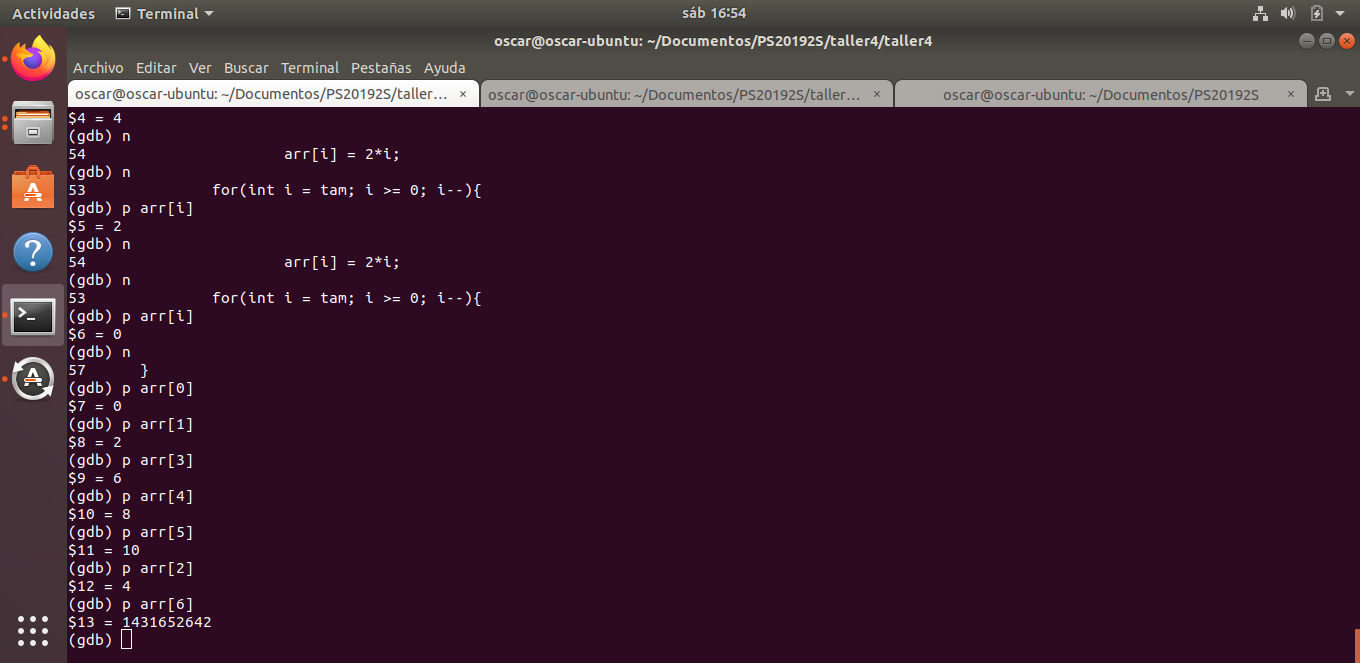 Actividades Terminal sáb 16:54
oscar@oscar-ubuntu: ~/Documentos/PS20192S/taller4/taller4
Archivo Editar Ver Buscar Terminal Pestañas Ayuda
oscar@oscar-ubuntu: ~/Documentos/PS20192S/taller… × oscar@oscar-ubuntu: ~/Documentos/PS20192S/taller… × oscar@oscar-ubuntu: ~/Documentos/PS20192S ×
$4 = 4
(gdb) n
54                      arr[i] = 2*i;
(gdb) n
53              for(int i = tam; i >= 0; i--){
(gdb) p arr[i]
$5 = 2
(gdb) n
54                      arr[i] = 2*i;
(gdb) n
53              for(int i = tam; i >= 0; i--){
(gdb) p arr[i]
$6 = 0
(gdb) n
57      }
(gdb) p arr[0]
$7 = 0
(gdb) p arr[1]
$8 = 2
(gdb) p arr[3]
$9 = 6
(gdb) p arr[4]
$10 = 8
(gdb) p arr[5]
$11 = 10
(gdb) p arr[2]
$12 = 4
(gdb) p arr[6]
$13 = 1431652642
(gdb)